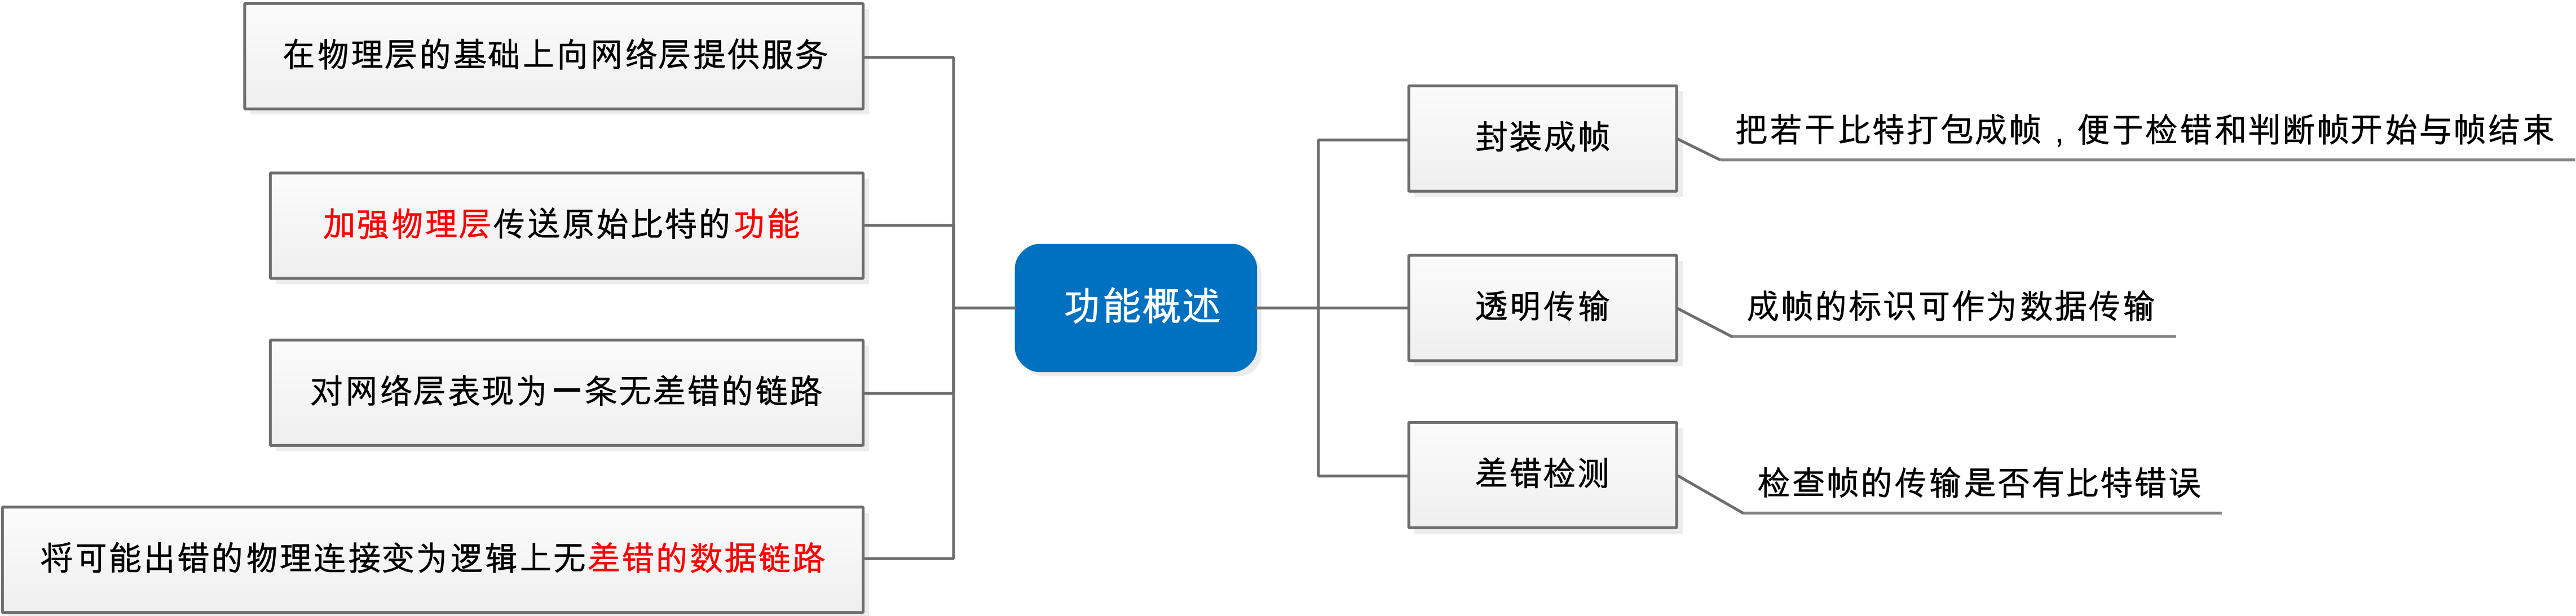 在物理层的基础上向网络层提供服务
加强物理层传送原始比特的功能
对网络层表现为一条无差错的链路
将可能出错的物理连接变为逻辑上无差错的数据链路
功能概述
封装成帧
把若干比特打包成帧，便于检错和判断帧开始与帧结束
透明传输
成帧的标识可作为数据传输
差错检测
检查帧的传输是否有比特错误